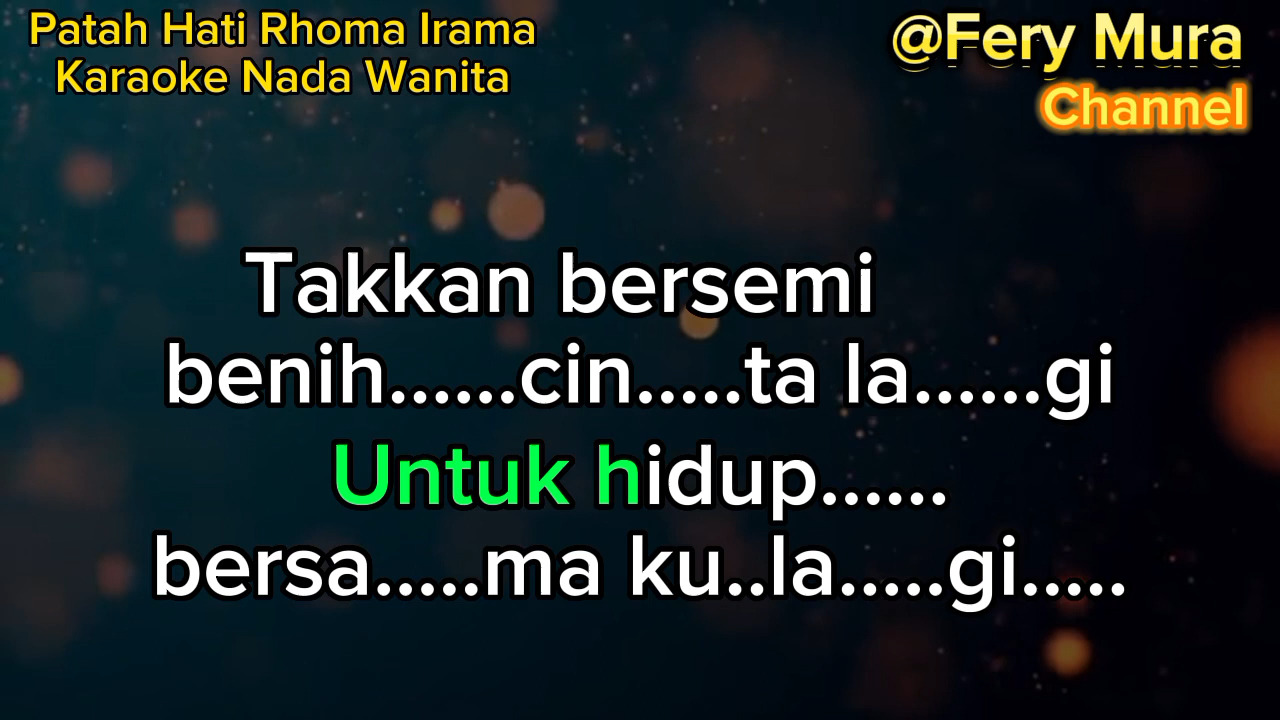 Patah Hati Rhoma Irama
Karaoke Nada Wanita
@Fery Mura
Channel
Takkan bersemi
benih......cin.....ta la......gi
Untuk hidup......
bersa.....ma ku..la.....gi.....